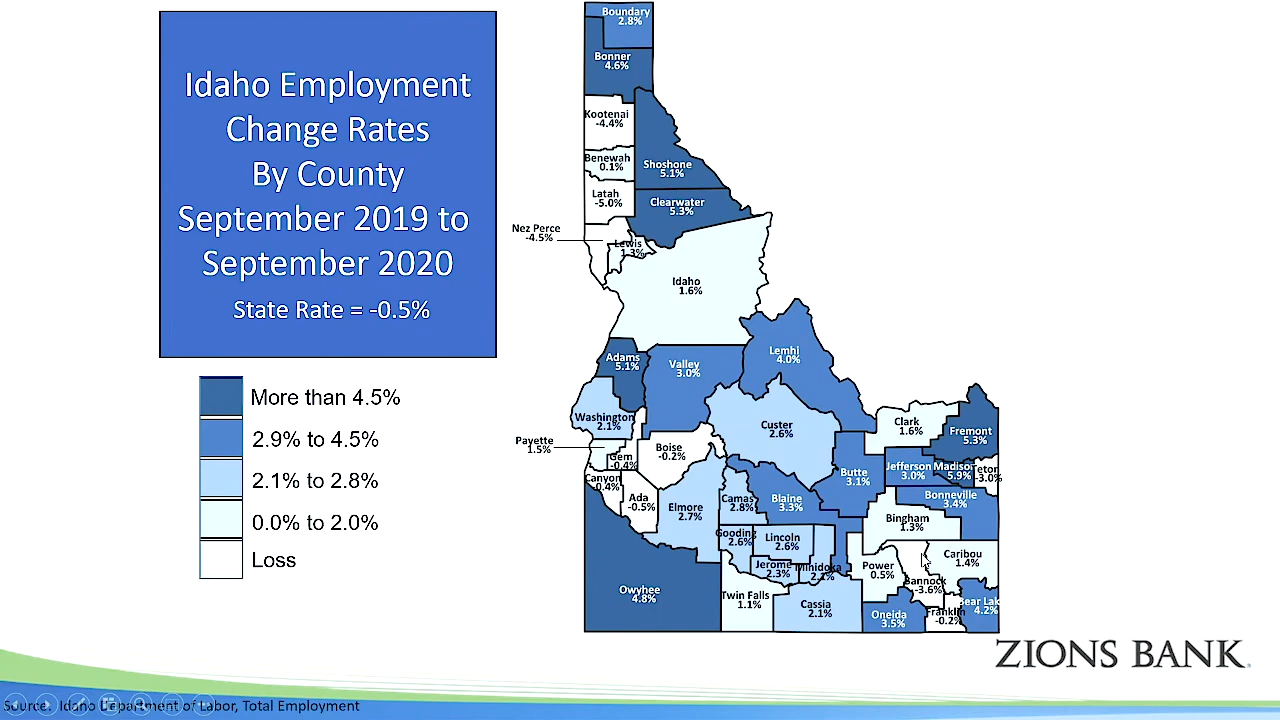 Idaho Employment
Change Rates
By County
September 2019 to
September 2020
State Rate = -0.5%
More than 4.5%
2.9% to 4.5%
2.1% to 2.8%
0.0% to 2.0%
Loss
Boundary
2.8%
Bonner
4.6%
Kootenai
-4.4%
Benewah
0.1%
Shoshone
5.1%
Latah
-5.0%
Clearwater
5.3%
Nez Perce
-4.5%
Lewis
1.3%
Idaho
1.6%
Adams
5.1%
Valley
3.0%
Lemhi
4.0%
Washington
2.1%
Custer
2.6%
Clark
1.6%
Fremont
5.3%
Payette
1.5%
Gem
-0.4%
Boise
-0.2%
Butte
3.1%
Jefferson
3.0%
Madison
5.9%
eton
-3.0%
Canyon
-0.4%
Ada
-0.5%
Elmore
2.7%
Camas
2.8%
Blaine
3.3%
Bonneville
3.4%
Bingham
1.3%
Gooding
2.6%
Lincoln
2.6%
Jerome
2.3%
Minidoka
2.1%
Power
0.5%
Bannock
-3.6%
Caribou
1.4%
Owyhee
4.8%
Twin Falls
1.1%
Cassia
2.1%
Oneida
3.5%
Franklin
-0.2%
Bear Lak
4.2%
ZIONS BANK.
Source: Idaho Department of Labor, Total Employment